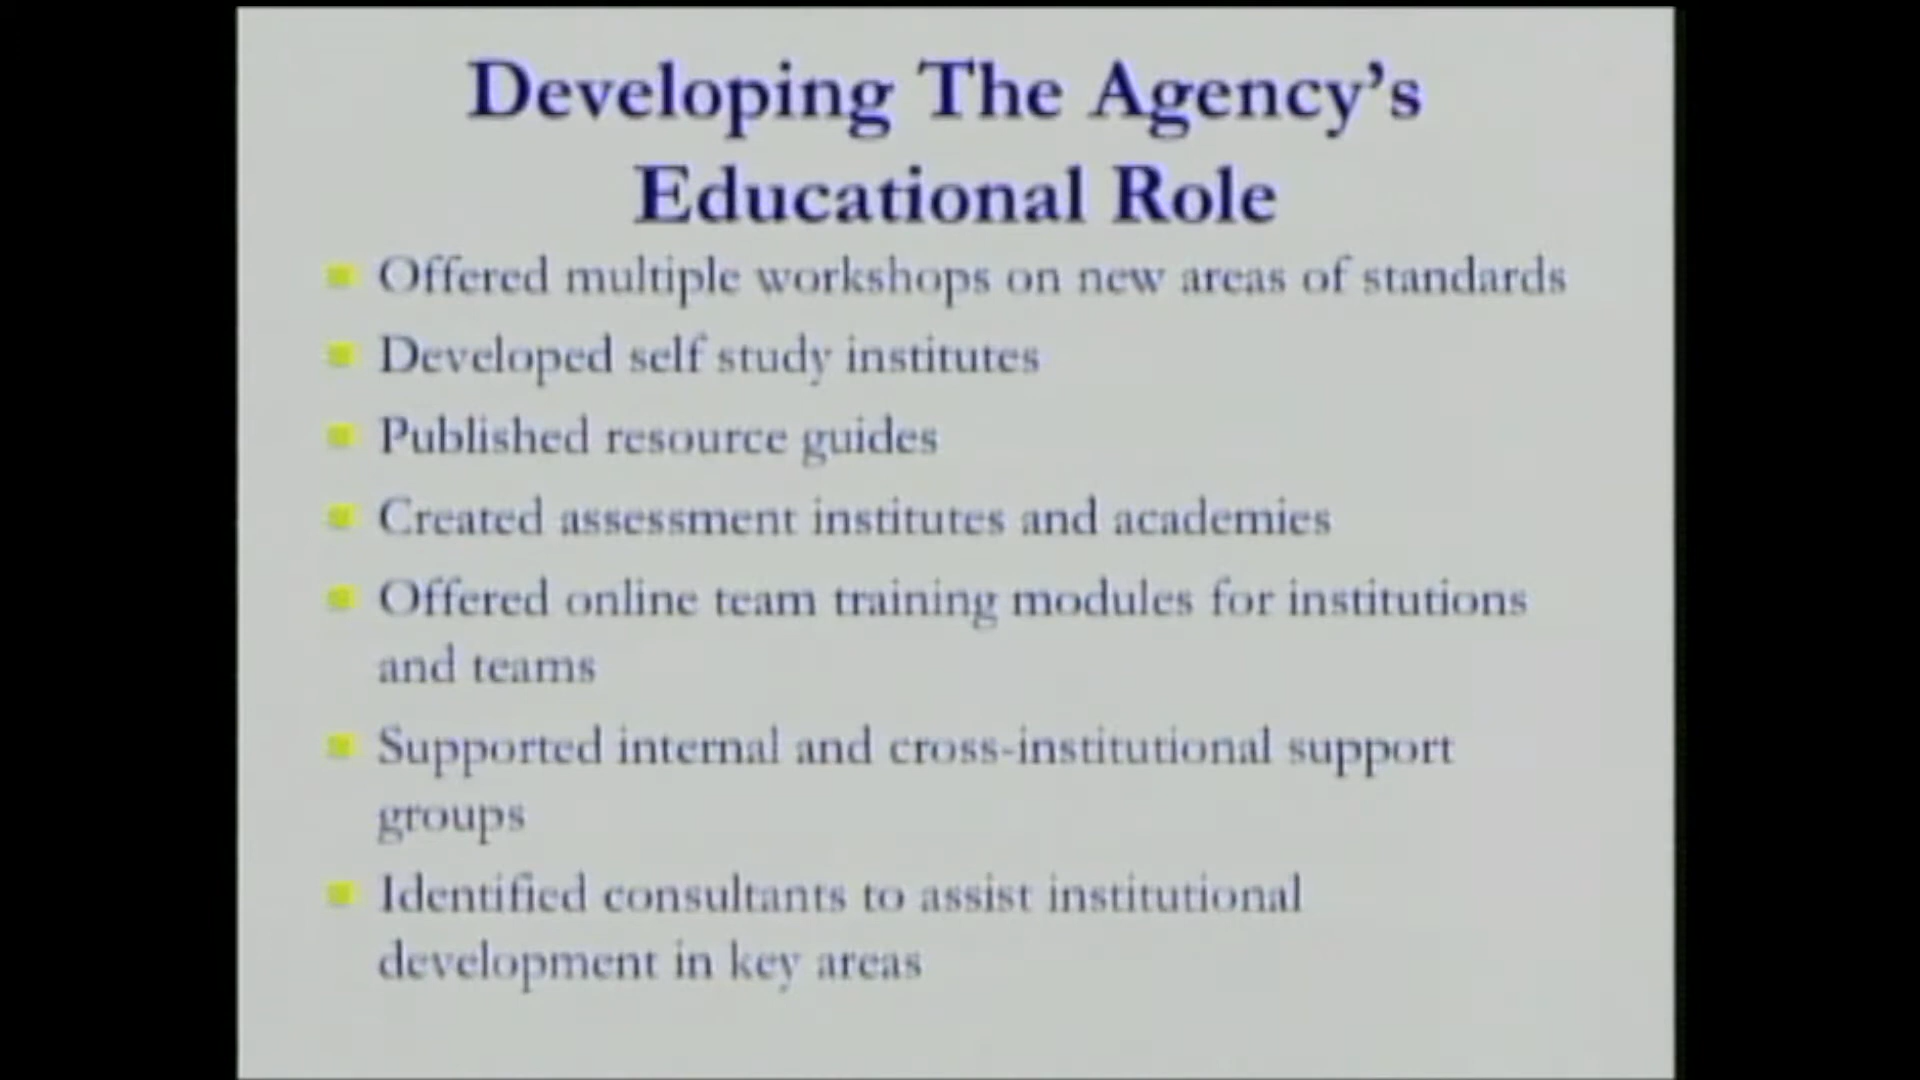 Developing The Agency's
Educational Role
Offered multiple workshops on new areas of standards
Developed self study institutes
Published resource guides
Created assessment institutes and academies
Offered online team training modules for institutions
and teams
Supported internal and cross-institutional support
groups
Identified consultants to assist institutional
development in key areas